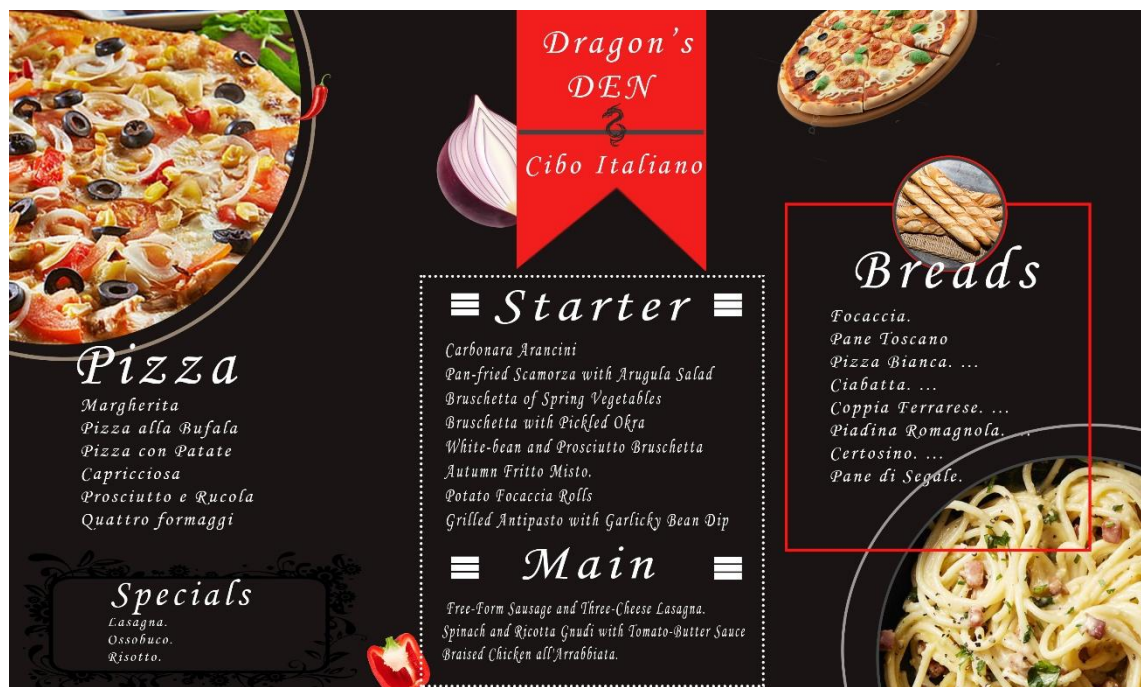 Dragon's
DEN
Cibo Italiano
Pizza
Margherita
Pizza alla Bufala
Pizza con Patate
Capricciosa
Prosciutto e Rucola
Quattro formaggi
Specials
Lasagna.
Ossobuco.
Risotto.
Starter
Carbonara Arancini
Pan-fried Scamorza with Arugula Salad
Bruschetta of Spring Vegetables
Bruschetta with Pickled Okra
White-bean and Prosciutto Bruschetta
Autumn Fritto Misto.
Potato Focaccia Rolls
Grilled Antipasto with Garlicky Bean Dip
Main
Free-Form Sausage and Three-Cheese Lasagna.
Spinach and Ricotta Gnudi with Tomato-Butter Sauce
Braised Chicken all'Arrabbiata.
Breads
Focaccia.
Pane Toscano
Pizza Bianca. ...
Ciabatta. ...
Coppia Ferrarese. ...
Piadina Romagnola. ...
Certosino. ...
Pane di Segale.